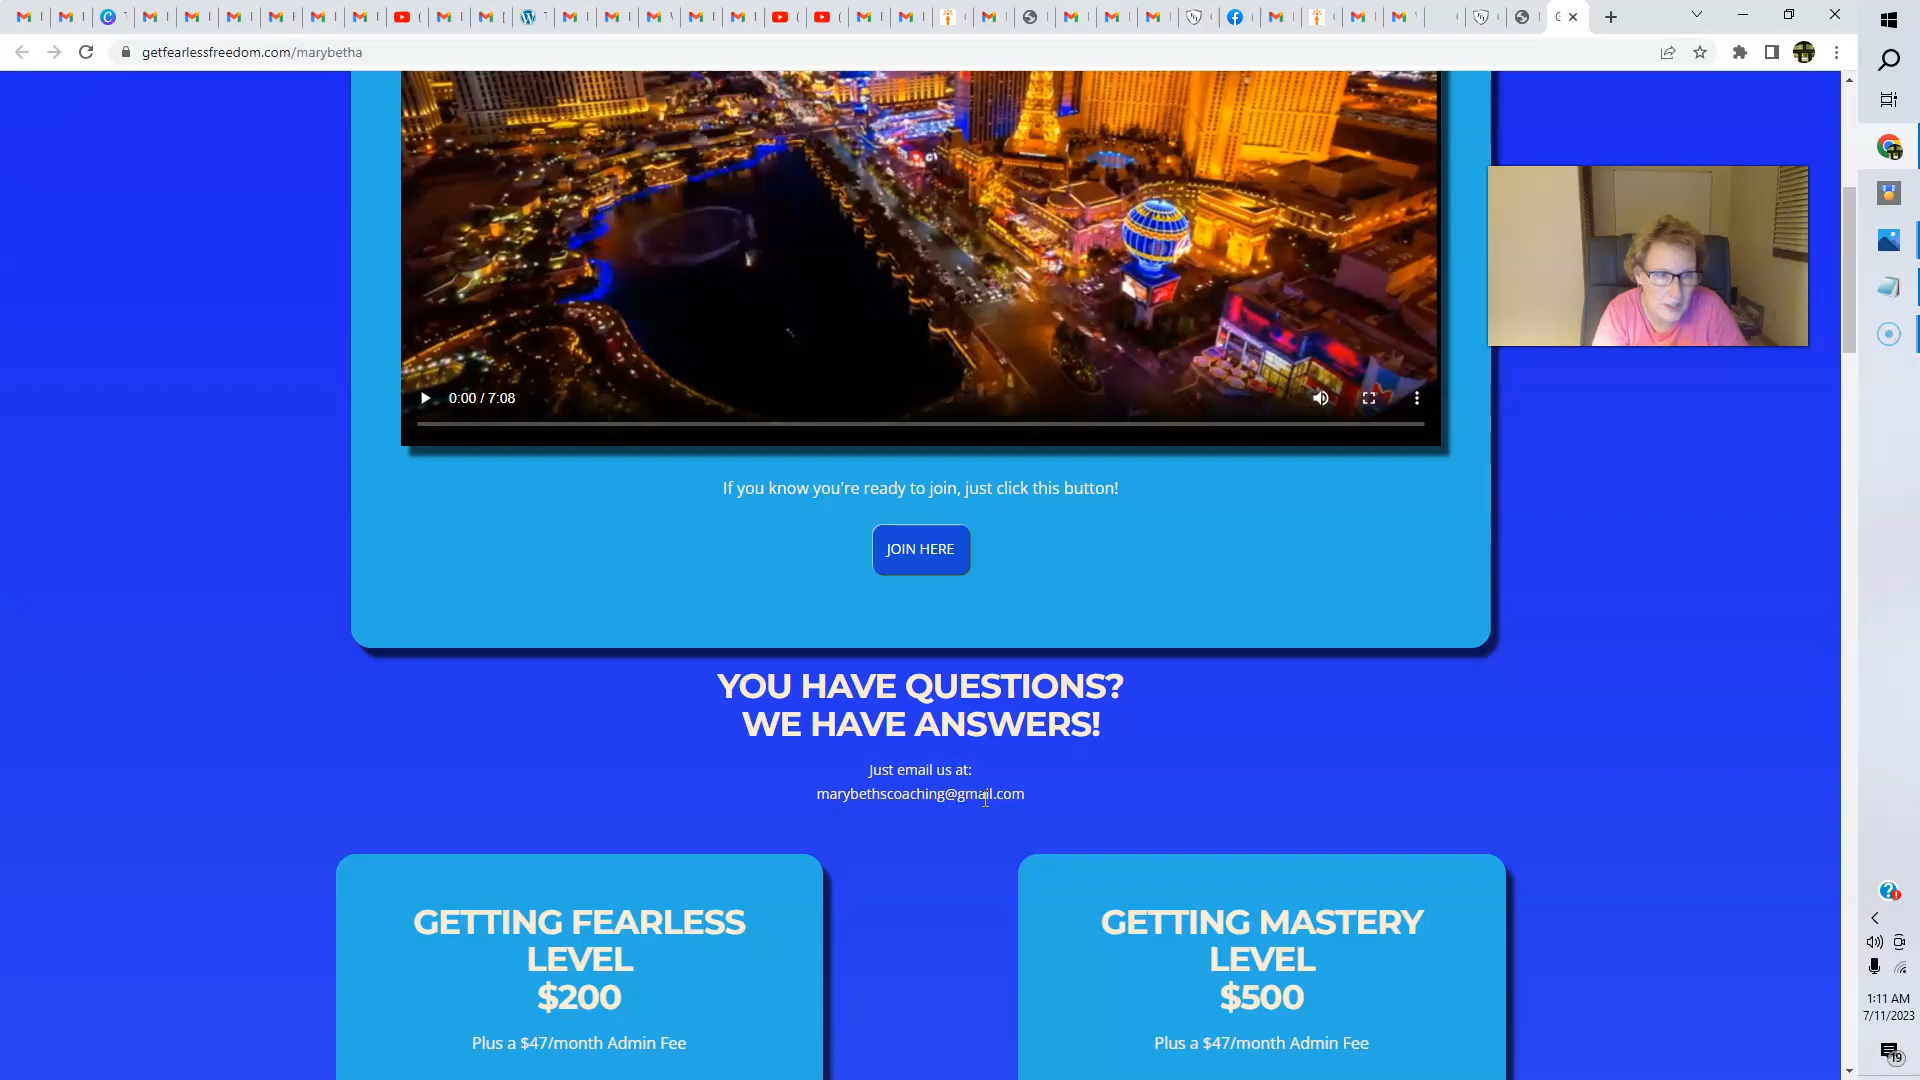 getfearlessfreedom.com/marybetha
0:00 / 7:08
If you know you're ready to join, just click this button!
JOIN HERE
YOU HAVE QUESTIONS?
WE HAVE ANSWERS!
Just email us at:
marybethscoaching@gmail.com
GETTING FEARLESS
LEVEL
$200
Plus a $47/month Admin Fee
GETTING MASTERY
LEVEL
$500
Plus a $47/month Admin Fee
1:11 AM
7/11/2023
19